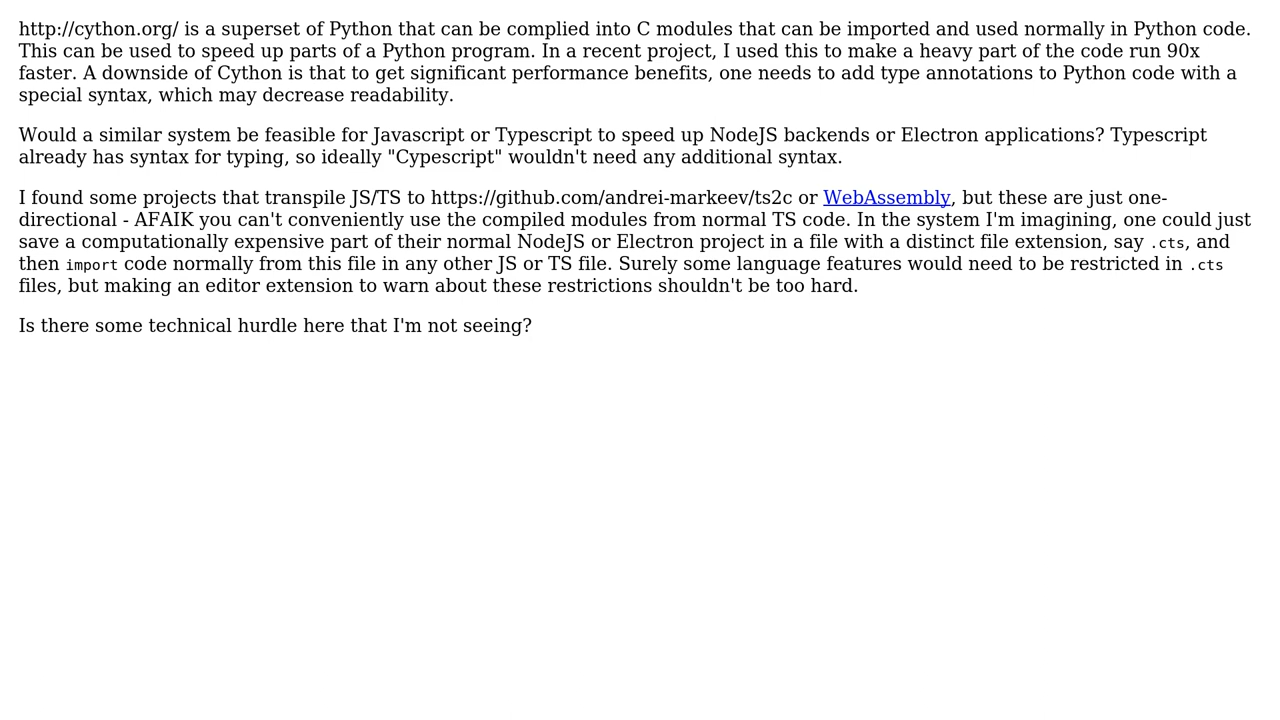 http://cython.org/ is a superset of Python that can be complied into C modules that can be imported and used normally in Python code.
This can be used to speed up parts of a Python program. In a recent project, I used this to make a heavy part of the code run 90x
faster. A downside of Cython is that to get significant performance benefits, one needs to add type annotations to Python code with a
special syntax, which may decrease readability.
Would a similar system be feasible for Javascript or Typescript to speed up NodeJS backends or Electron applications? Typescript
already has syntax for typing, so ideally "Cypescript" wouldn't need any additional syntax.
I found some projects that transpile JS/TS to https://github.com/andrei-markeev/ts2c or WebAssembly, but these are just one-
directional - AFAIK you can't conveniently use the compiled modules from normal TS code. In the system I'm imagining, one could just
save a computationally expensive part of their normal NodeJS or Electron project in a file with a distinct file extension, say .cts, and
then import code normally from this file in any other JS or TS file. Surely some language features would need to be restricted in .cts
files, but making an editor extension to warn about these restrictions shouldn't be too hard.
Is there some technical hurdle here that I'm not seeing?